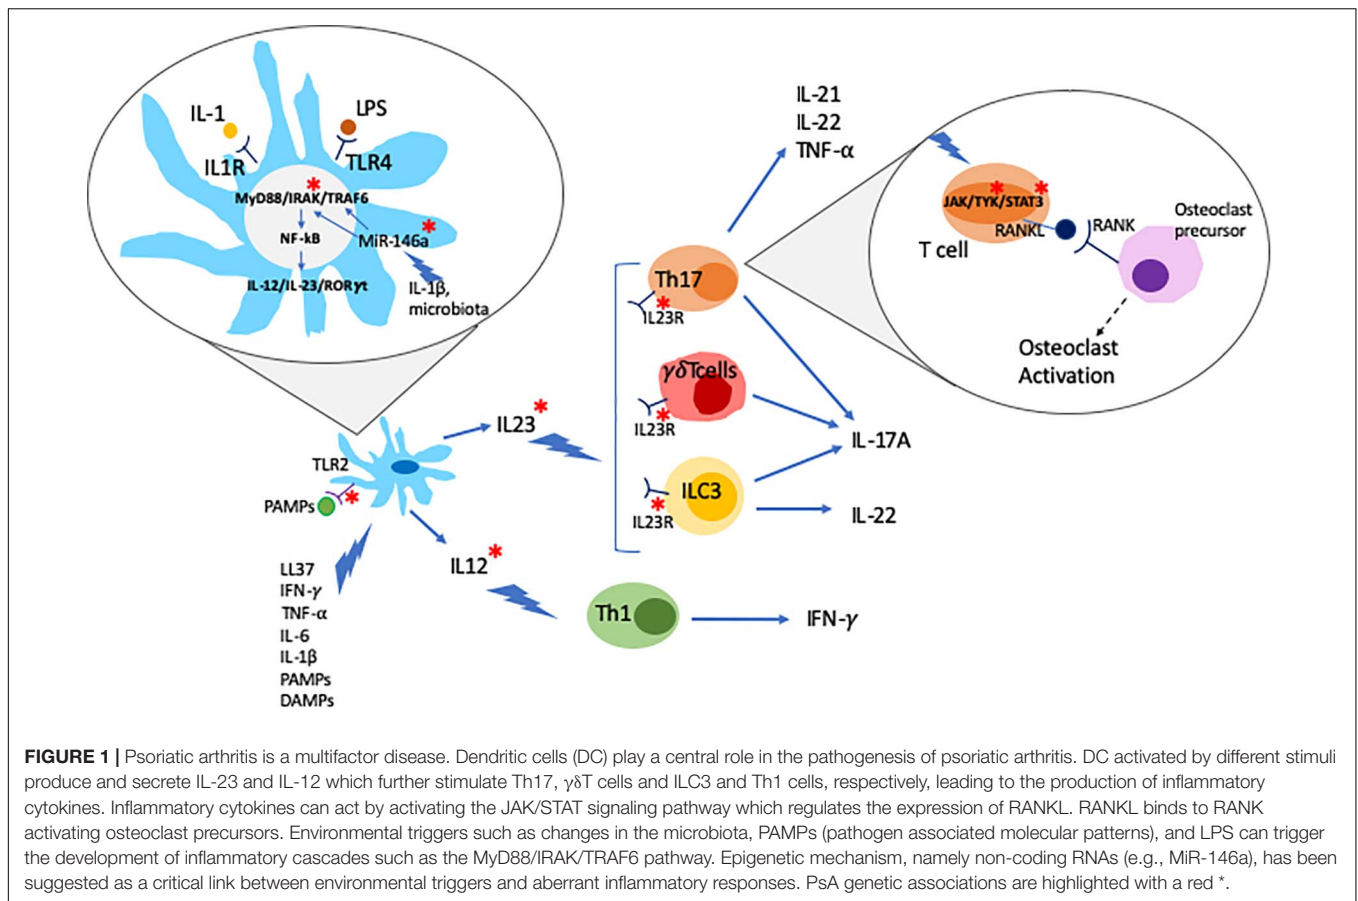 IL-1
LPS
IL1R
TLR4
*
MyD88/IRAK/TRAF6
*
NF-kB
MiR-146a
IL-12/IL-23/RORγt
IL-1β,
microbiota
IL-21
IL-22
TNF-α
* *
JAK/TYK/STAT3
RANKL
RANK
T cell
Osteoclast
precursor
Osteoclast
Activation
Th17
*
IL23R
γδTcells
*
IL23R
ILC3
*
IL23R
IL-17A
IL-22
IL23*
TLR2
*
PAMPs
IL12*
LL37
IFN-γ
TNF-α
IL-6
IL-1β
PAMPs
DAMPs
Th1
IFN-γ
FIGURE 1 | Psoriatic arthritis is a multifactor disease. Dendritic cells (DC) play a central role in the pathogenesis of psoriatic arthritis. DC activated by different stimuli
produce and secrete IL-23 and IL-12 which further stimulate Th17, γδT cells and ILC3 and Th1 cells, respectively, leading to the production of inflammatory
cytokines. Inflammatory cytokines can act by activating the JAK/STAT signaling pathway which regulates the expression of RANKL. RANKL binds to RANK
activating osteoclast precursors. Environmental triggers such as changes in the microbiota, PAMPs (pathogen associated molecular patterns), and LPS can trigger
the development of inflammatory cascades such as the MyD88/IRAK/TRAF6 pathway. Epigenetic mechanism, namely non-coding RNAs (e.g., MiR-146a), has been
suggested as a critical link between environmental triggers and aberrant inflammatory responses. PsA genetic associations are highlighted with a red *.